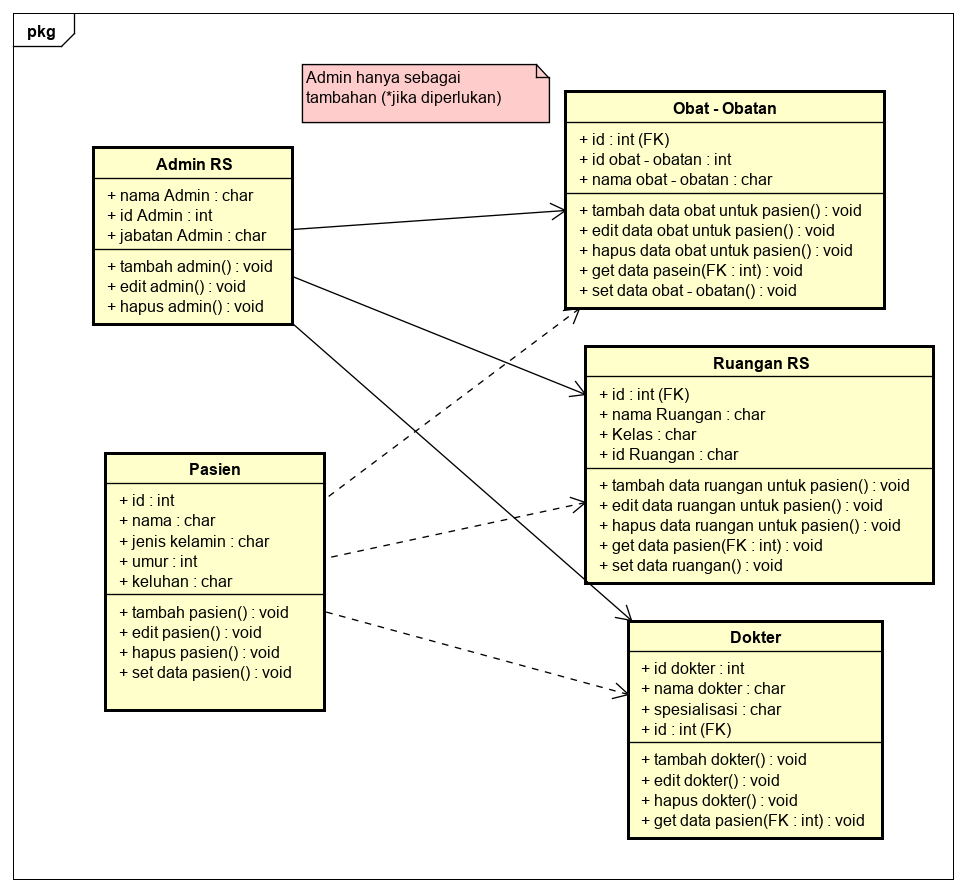 pkg
Admin hanya sebagai
tambahan (*jika diperlukan)
Admin RS
+ nama Admin : char
+ id Admin : int
+ jabatan Admin : char
+ tambah admin() : void
+ edit admin() : void
+ hapus admin() : void
Obat - Obatan
+ id : int (FK)
+ id obat - obatan : int
+ nama obat - obatan : char
+ tambah data obat untuk pasien() : void
+ edit data obat untuk pasien() : void
+ hapus data obat untuk pasien() : void
+ get data pasein(FK : int) : void
+ set data obat - obatan() : void
Ruangan RS
+ id : int (FK)
+ nama Ruangan : char
+ Kelas : char
+ id Ruangan : char
+ tambah data ruangan untuk pasien() : void
+ edit data ruangan untuk pasien() : void
+ hapus data ruangan untuk pasien() : void
+ get data pasien(FK : int) : void
+ set data ruangan() : void
Pasien
+ id : int
+ nama : char
+ jenis kelamin : char
+ umur : int
+ keluhan : char
+ tambah pasien() : void
+ edit pasien() : void
+ hapus pasien() : void
+ set data pasien() : void
Dokter
+ id dokter : int
+ nama dokter : char
+ spesialisasi : char
+ id : int (FK)
+ tambah dokter() : void
+ edit dokter() : void
+ hapus dokter() : void
+ get data pasien(FK : int) : void